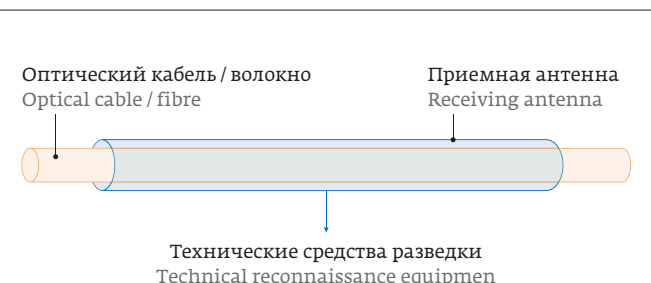 Оптический кабель / волокно
Optical cable / fibre
Приемная антенна
Receiving antenna
Технические средства разведки
Technical reconnaissance equipmen